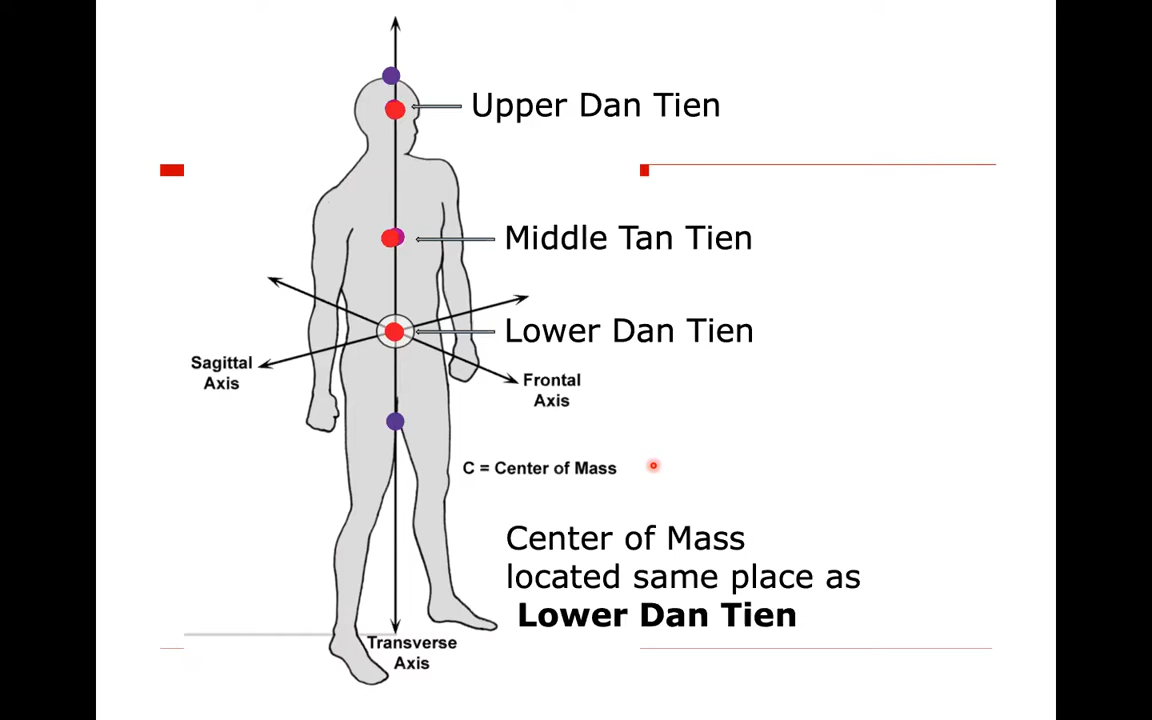 Upper Dan Tien
Middle Tan Tien
Lower Dan Tien
Sagittal
Axis
Frontal
Axis
C = Center of Mass
Center of Mass
located same place as
Lower Dan Tien
Transverse
Axis